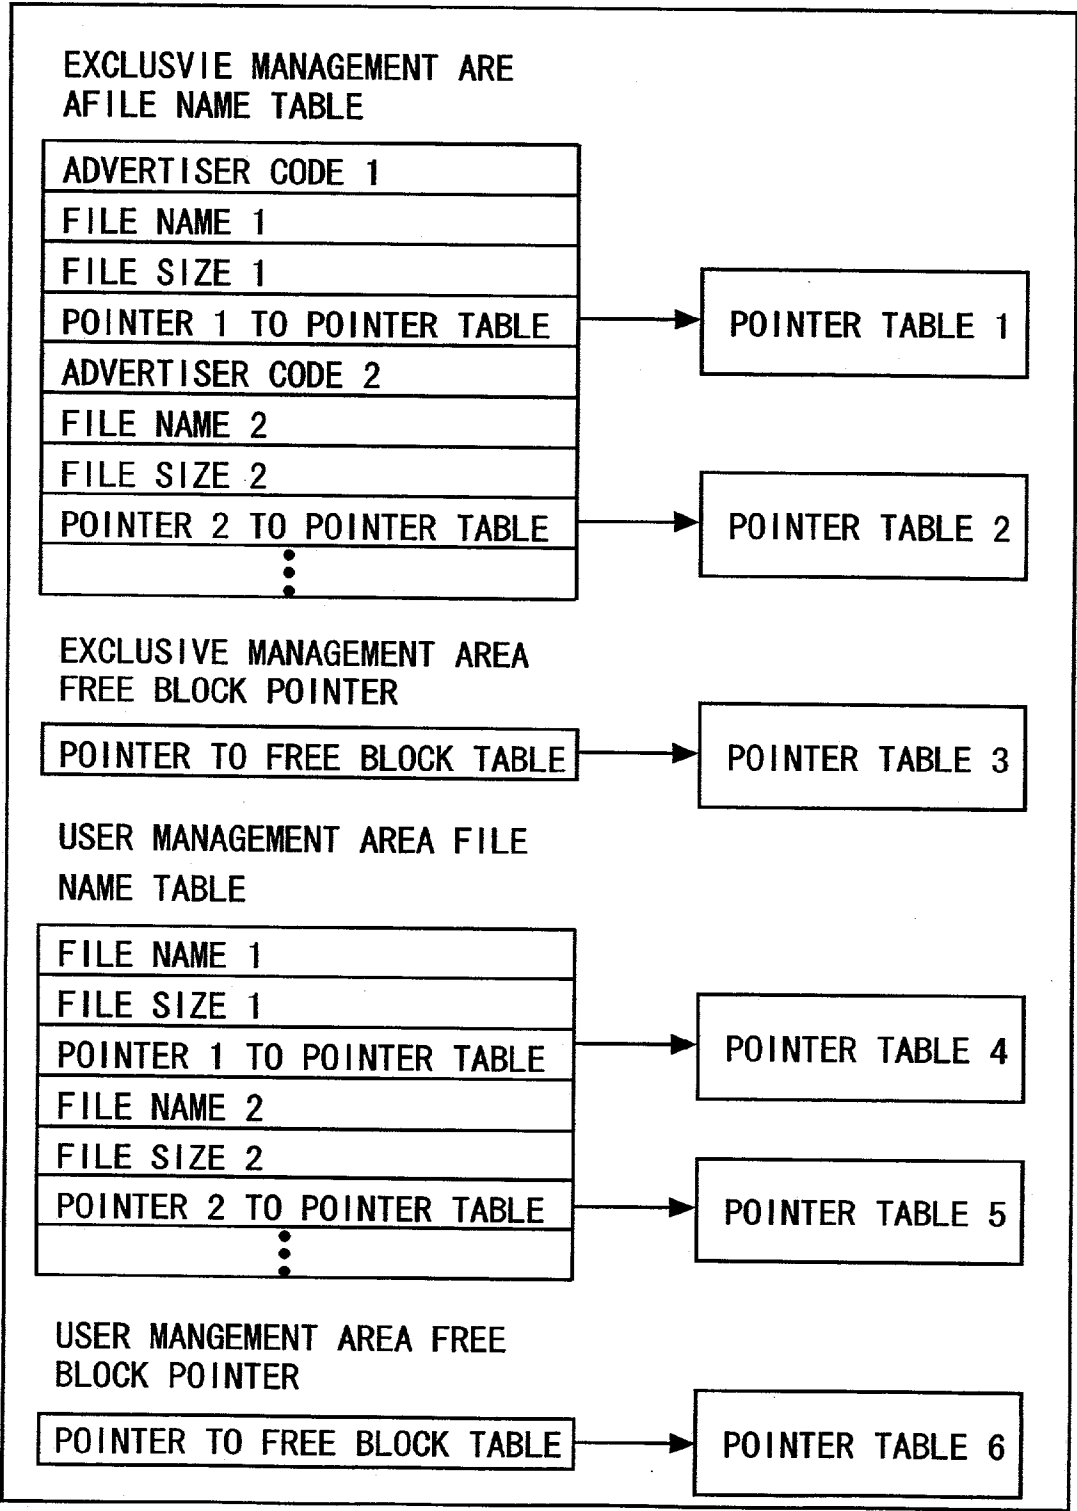 EXCLUSVIE MANAGEMENT ARE
AFILE NAME TABLE
ADVERTISER CODE 1
FILE NAME 1
FILE SIZE 1
POINTER 1 TO POINTER TABLE
POINTER TABLE 1
ADVERTISER CODE 2
FILE NAME 2
FILE SIZE 2
POINTER 2 TO POINTER TABLE
POINTER TABLE 2
EXCLUSIVE MANAGEMENT AREA
FREE BLOCK POINTER
POINTER TO FREE BLOCK TABLE
POINTER TABLE 3
USER MANAGEMENT AREA FILE
NAME TABLE
FILE NAME 1
FILE SIZE 1
POINTER 1 TO POINTER TABLE
POINTER TABLE 4
FILE NAME 2
FILE SIZE 2
POINTER 2 TO POINTER TABLE
POINTER TABLE 5
USER MANGEMENT AREA FREE
BLOCK POINTER
POINTER TO FREE BLOCK TABLE
POINTER TABLE 6